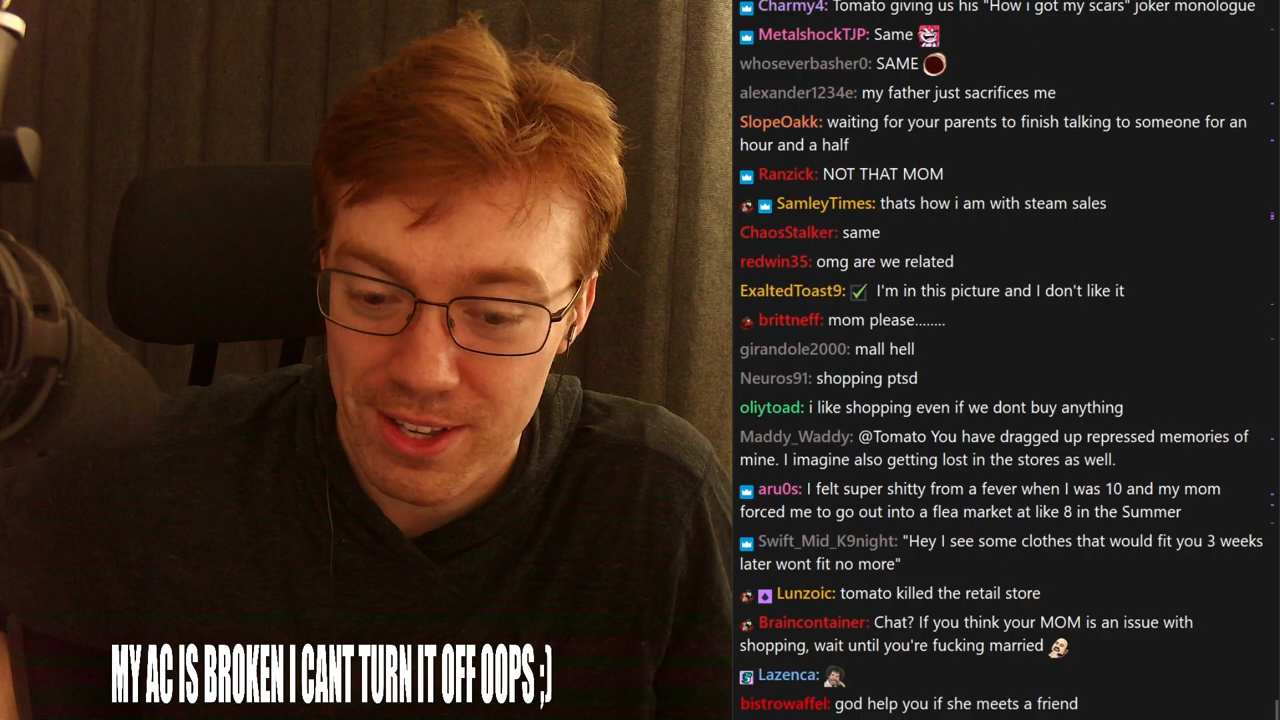 Charmy4: Tomato giving us his "How i got my scars" joker monologue
MetalshockTJP: Same
whoseverbasher0: SAME
alexander1234e: my father just sacrifices me
SlopeOakk: waiting for your parents to finish talking to someone for an
hour and a half
Ranzick: NOT THAT MOM
SamleyTimes: thats how i am with steam sales
ChaosStalker: same
redwin35: omg are we related
ExaltedToast9: I'm in this picture and I don't like it
brittneff: mom please........
girandole2000: mall hell
Neuros91: shopping ptsd
oliytoad: i like shopping even if we dont buy anything
Maddy_Waddy: @Tomato You have dragged up repressed memories of
mine. I imagine also getting lost in the stores as well.
aru0s: I felt super shitty from a fever when I was 10 and my mom
forced me to go out into a flea market at like 8 in the Summer
Swift_Mid_K9night: "Hey I see some clothes that would fit you 3 weeks
later wont fit no more"
Lunzoic: tomato killed the retail store
Braincontainer: Chat? If you think your MOM is an issue with
shopping, wait until you're fucking married
Lazenca:
bistrowaffel: god help you if she meets a friend
MY AC IS BROKEN I CANT TURN IT OFF OOPS ;)